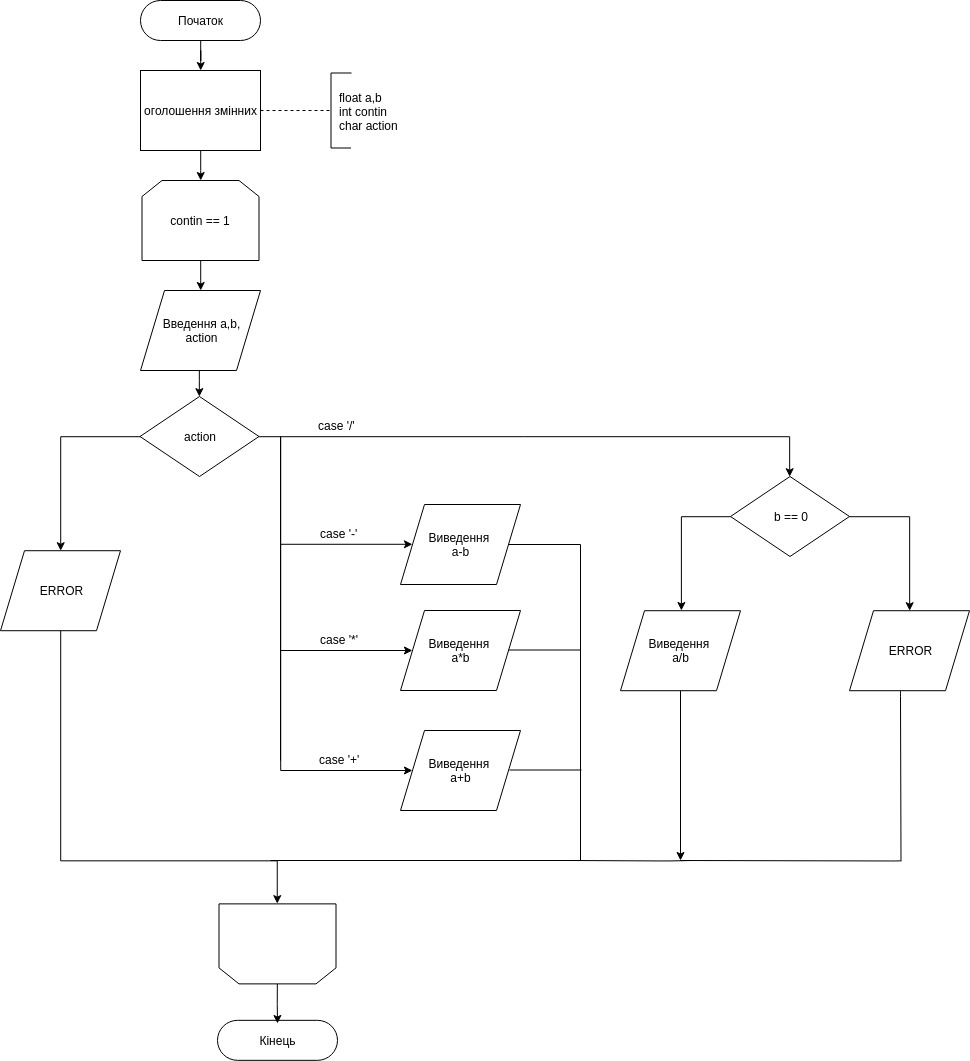 Початок
оголошення змінних
float a,b
int contin
char action
contin == 1
Введення a,b,
action
action
case '/'
b == 0
case '-'
Виведення
a-b
ERROR
case '*'
Виведення
a*b
Виведення
a/b
ERROR
case '+'
Виведення
a+b
Кінець